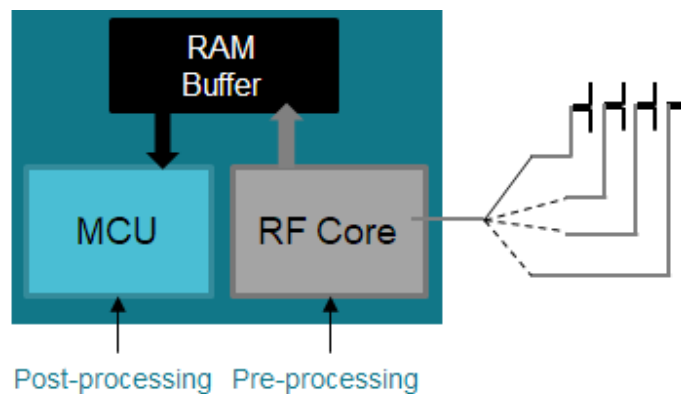 RAM
Buffer
MCU
RF Core
Post-processing
Pre-processing